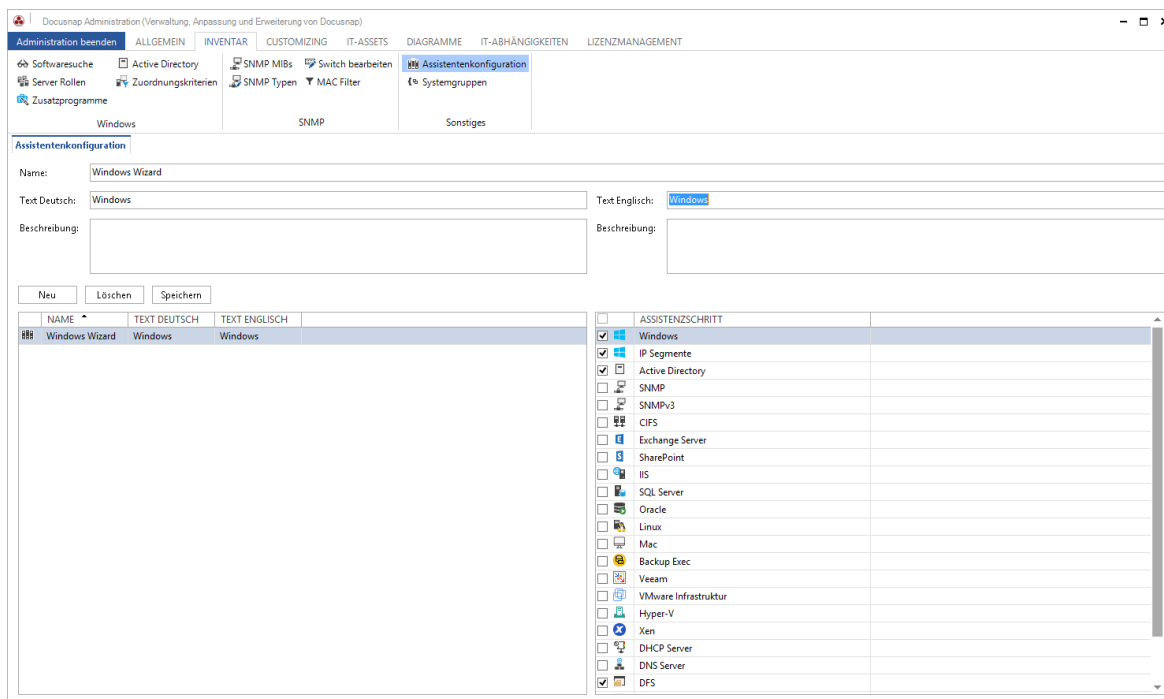 Docusnap Administration (Verwaltung, Anpassung und Erweiterung von Docusnap)
Administration beenden ALLGEMEIN INVENTAR CUSTOMIZING IT-ASSETS DIAGRAMME IT-ABHÄNGIGKEITEN LIZENZMANAGEMENT
Softwaresuche Active Directory SNMP MIBs Switch bearbeiten Assistentenkonfiguration
Server Rollen Zuordnungskriterien SNMP Typen MAC Filter Systemgruppen
Zusatzprogramme
Windows SNMP Sonstiges
Assistentenkonfiguration
Name: Windows Wizard
Text Deutsch: Windows Text Englisch: Windows
Beschreibung: Beschreibung:
Neu Löschen Speichern
NAME TEXT DEUTSCH TEXT ENGLISCH ASSISTENZSCHRITT
Windows Wizard Windows Windows Windows
IP Segmente
Active Directory
SNMP
SNMPv3
CIFS
Exchange Server
SharePoint
IIS
SQL Server
Oracle
Linux
Mac
Backup Exec
Veeam
VMware Infrastruktur
Hyper-V
Xen
DHCP Server
DNS Server
DFS